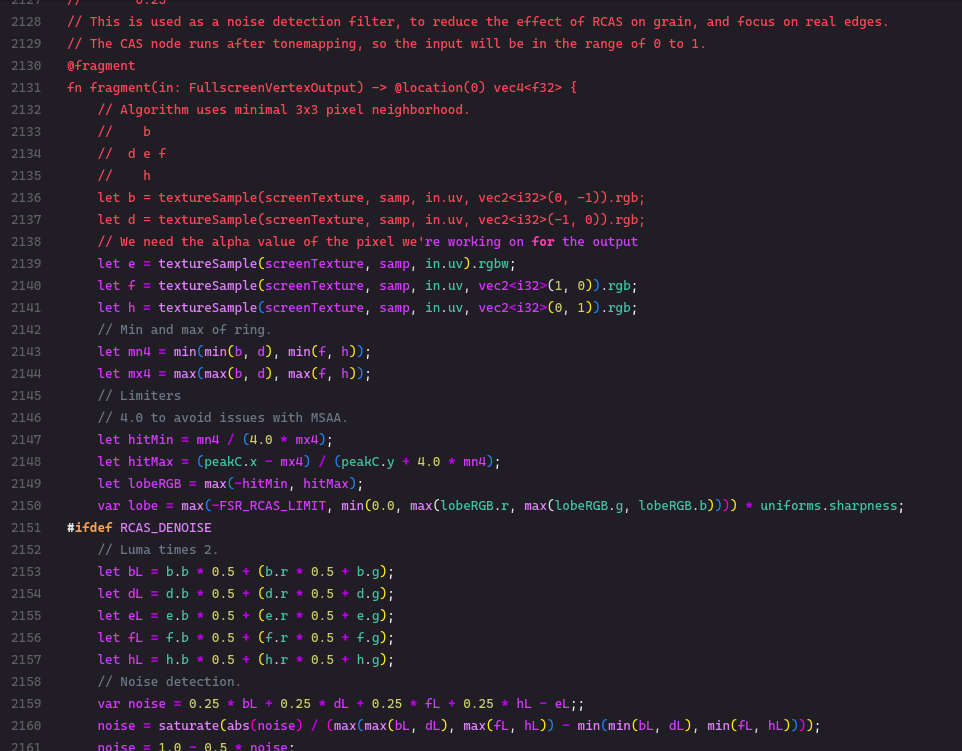 2127 // 0.25
2128 // This is used as a noise detection filter, to reduce the effect of RCAS on grain, and focus on real edges.
2129 // The CAS node runs after tonemapping, so the input will be in the range of 0 to 1.
2130 @fragment
2131 fn fragment(in: FullscreenVertexOutput) -> @location(0) vec4<f32> {
2132     // Algorithm uses minimal 3x3 pixel neighborhood.
2133     //    b
2134     //  d e f
2135     //    h
2136     let b = textureSample(screenTexture, samp, in.uv, vec2<i32>(0, -1)).rgb;
2137     let d = textureSample(screenTexture, samp, in.uv, vec2<i32>(-1, 0)).rgb;
2138     // We need the alpha value of the pixel we're working on for the output
2139     let e = textureSample(screenTexture, samp, in.uv).rgbw;
2140     let f = textureSample(screenTexture, samp, in.uv, vec2<i32>(1, 0)).rgb;
2141     let h = textureSample(screenTexture, samp, in.uv, vec2<i32>(0, 1)).rgb;
2142     // Min and max of ring.
2143     let mn4 = min(min(b, d), min(f, h));
2144     let mx4 = max(max(b, d), max(f, h));
2145     // Limiters
2146     // 4.0 to avoid issues with MSAA.
2147     let hitMin = mn4 / (4.0 * mx4);
2148     let hitMax = (peakC.x - mx4) / (peakC.y + 4.0 * mn4);
2149     let lobeRGB = max(-hitMin, hitMax);
2150     var lobe = max(-FSR_RCAS_LIMIT, min(0.0, max(lobeRGB.r, max(lobeRGB.g, lobeRGB.b)))) * uniforms.sharpness;
2151 #ifdef RCAS_DENOISE
2152     // Luma times 2.
2153     let bL = b.b * 0.5 + (b.r * 0.5 + b.g);
2154     let dL = d.b * 0.5 + (d.r * 0.5 + d.g);
2155     let eL = e.b * 0.5 + (e.r * 0.5 + e.g);
2156     let fL = f.b * 0.5 + (f.r * 0.5 + f.g);
2157     let hL = h.b * 0.5 + (h.r * 0.5 + h.g);
2158     // Noise detection.
2159     var noise = 0.25 * bL + 0.25 * dL + 0.25 * fL + 0.25 * hL - eL;;
2160     noise = saturate(abs(noise) / (max(max(bL, dL), max(fL, hL)) - min(min(bL, dL), min(fL, hL))));
2161     noise = 1.0 - 0.5 * noise;